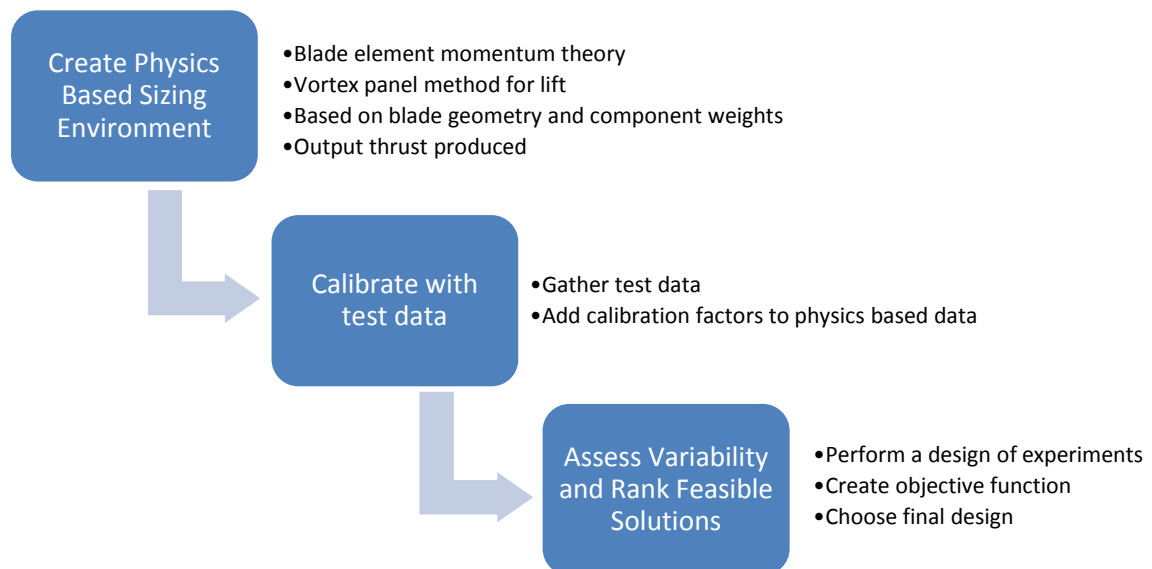 Create Physics
Based Sizing
Environment
•Blade element momentum theory
•Vortex panel method for lift
•Based on blade geometry and component weights
•Output thrust produced
Calibrate with
test data
•Gather test data
•Add calibration factors to physics based data
Assess Variability
and Rank Feasible
Solutions
•Perform a design of experiments
•Create objective function
•Choose final design